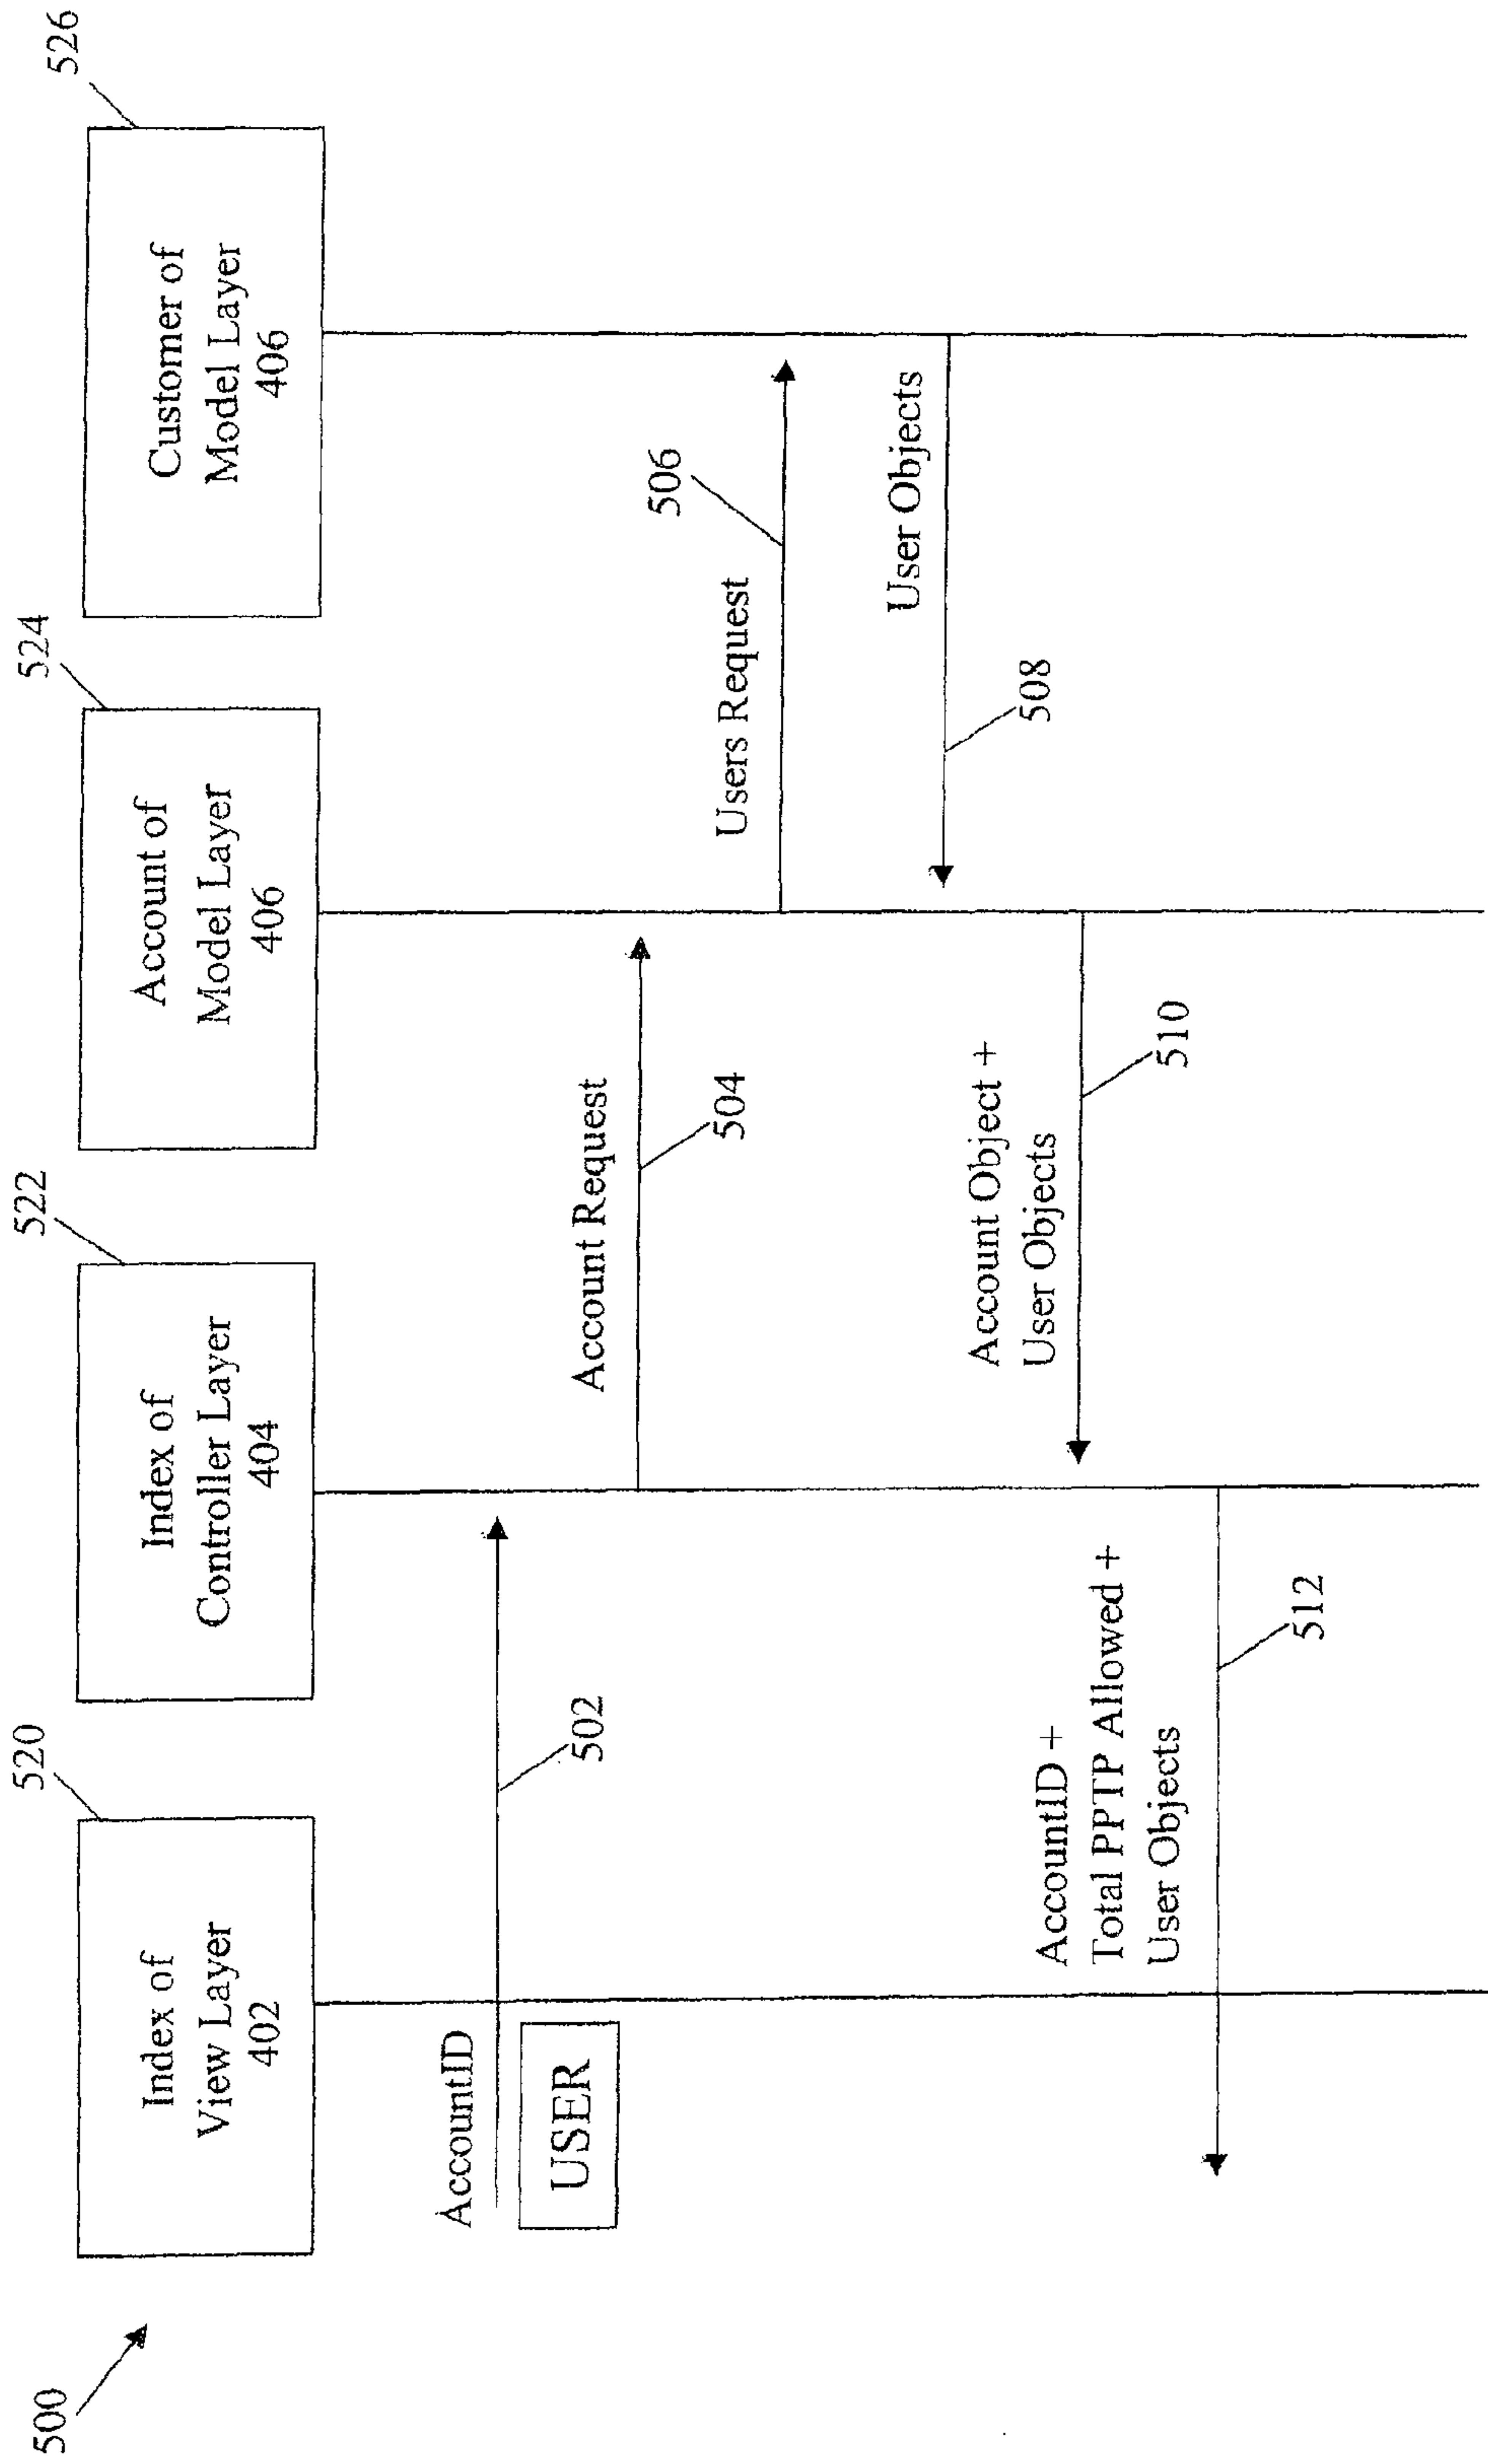 500
520
Index of
View Layer
402
522
Index of
Controller Layer
404
524
Account of
Model Layer
406
526
Customer of
Model Layer
406
AccountID
USER
502
Account Request
504
Users Request
506
User Objects
508
Account Object +
User Objects
510
AccountID +
Total PPTP Allowed +
User Objects
512